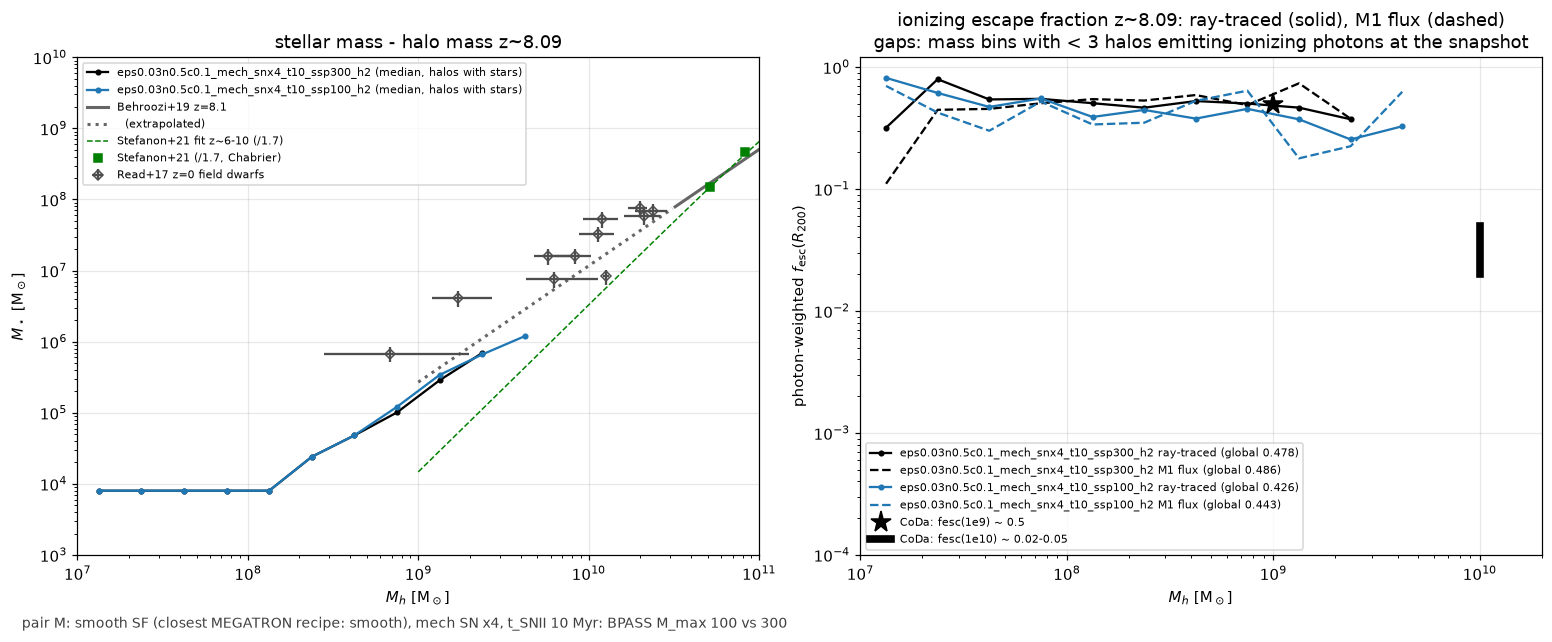 stellar mass - halo mass z~8.09
10^10
10^9
10^8
10^7
10^6
10^5
10^4
10^3
M⋆ [M⊙]
eps0.03n0.5c0.1_mech_snx4_t10_ssp300_h2 (median, halos with stars)
eps0.03n0.5c0.1_mech_snx4_t10_ssp100_h2 (median, halos with stars)
Behroozi+19 z=8.1
(extrapolated)
Stefanon+21 fit z~6-10 (/1.7)
Stefanon+21 (/1.7, Chabrier)
Read+17 z=0 field dwarfs
10^7 10^8 10^9 10^10 10^11
M_h [M⊙]
ionizing escape fraction z~8.09: ray-traced (solid), M1 flux (dashed)
gaps: mass bins with < 3 halos emitting ionizing photons at the snapshot
10^0
10^−1
10^−2
10^−3
10^−4
photon-weighted f_esc(R_200)
eps0.03n0.5c0.1_mech_snx4_t10_ssp300_h2 ray-traced (global 0.478)
eps0.03n0.5c0.1_mech_snx4_t10_ssp300_h2 M1 flux (global 0.486)
eps0.03n0.5c0.1_mech_snx4_t10_ssp100_h2 ray-traced (global 0.426)
eps0.03n0.5c0.1_mech_snx4_t10_ssp100_h2 M1 flux (global 0.443)
CoDa: fesc(1e9) ~ 0.5
CoDa: fesc(1e10) ~ 0.02-0.05
10^7 10^8 10^9 10^10
M_h [M⊙]
pair M: smooth SF (closest MEGATRON recipe: smooth), mech SN x4, t_SNII 10 Myr: BPASS M_max 100 vs 300